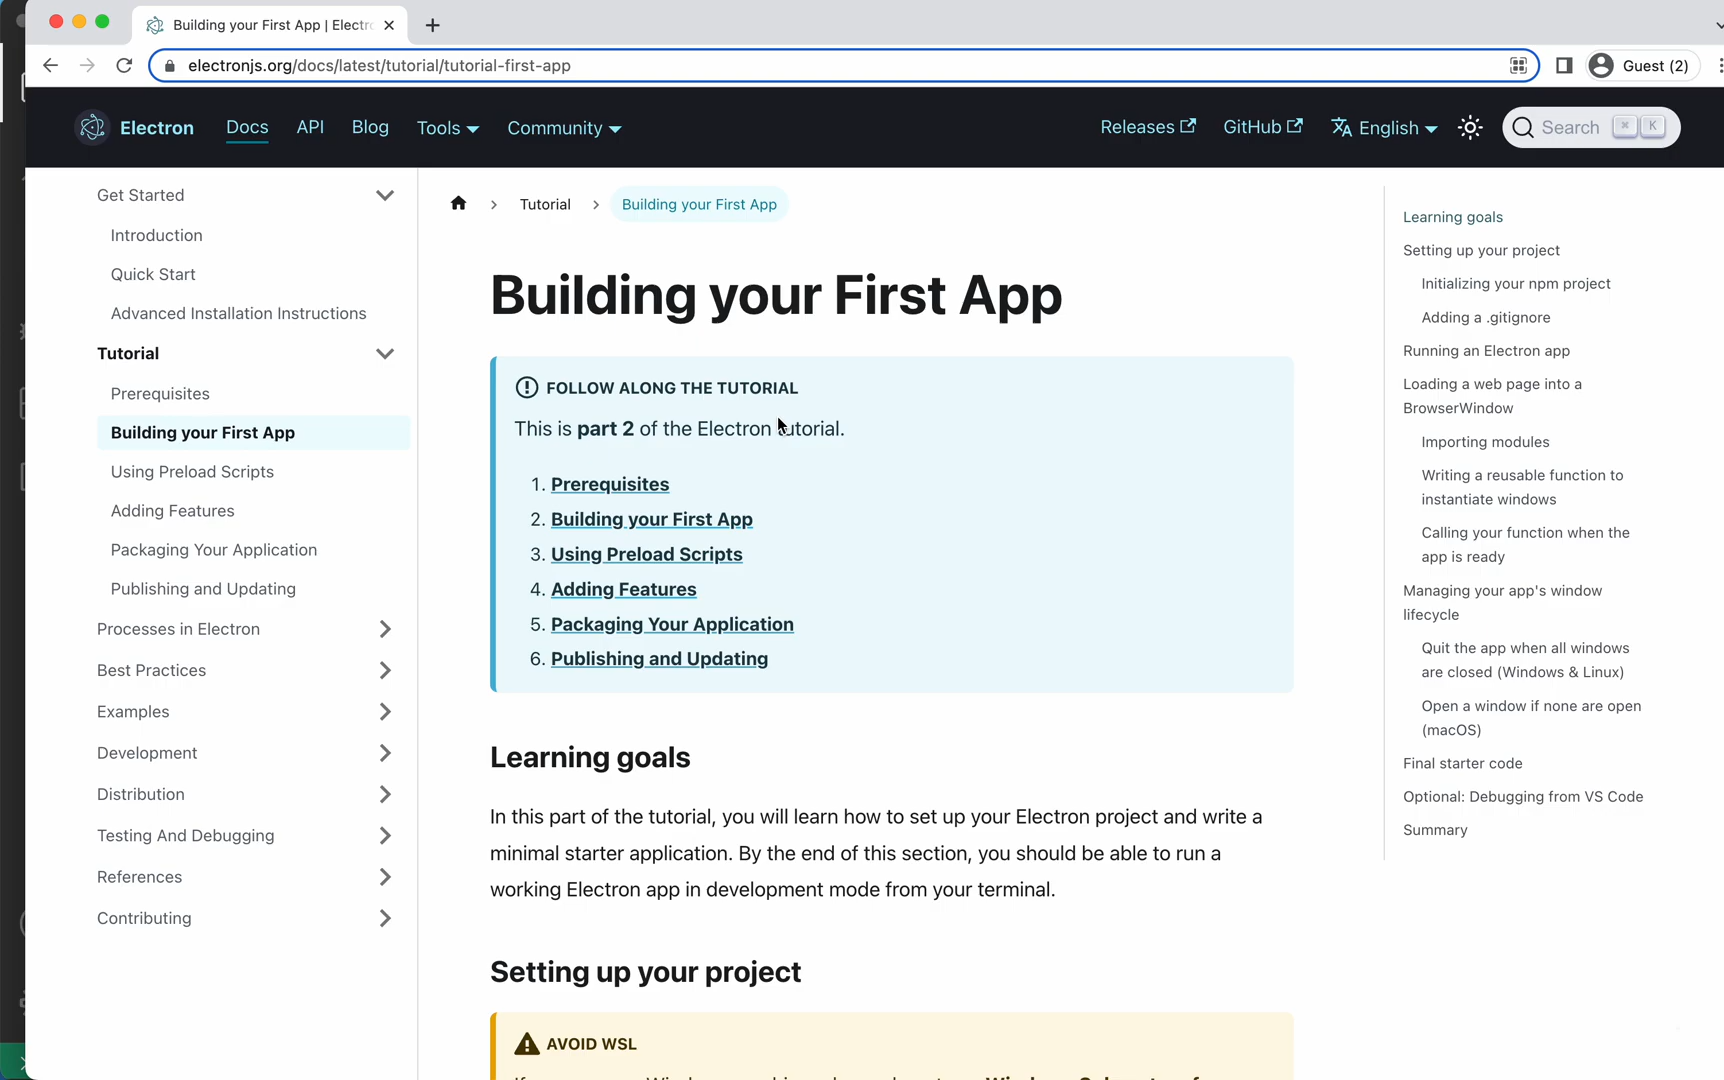 Building your First App | Electr
electronjs.org/docs/latest/tutorial/tutorial-first-app
Guest (2)
Electron
Docs
API
Blog
Tools
Community
Releases
GitHub
English
Search
⌘
K
Get Started
Introduction
Quick Start
Advanced Installation Instructions
Tutorial
Prerequisites
Building your First App
Using Preload Scripts
Adding Features
Packaging Your Application
Publishing and Updating
Processes in Electron
Best Practices
Examples
Development
Distribution
Testing And Debugging
References
Contributing
Tutorial
Building your First App
Building your First App
FOLLOW ALONG THE TUTORIAL
This is part 2 of the Electron tutorial.
1. Prerequisites
2. Building your First App
3. Using Preload Scripts
4. Adding Features
5. Packaging Your Application
6. Publishing and Updating
Learning goals
In this part of the tutorial, you will learn how to set up your Electron project and write a
minimal starter application. By the end of this section, you should be able to run a
working Electron app in development mode from your terminal.
Setting up your project
AVOID WSL
Learning goals
Setting up your project
Initializing your npm project
Adding a .gitignore
Running an Electron app
Loading a web page into a
BrowserWindow
Importing modules
Writing a reusable function to
instantiate windows
Calling your function when the
app is ready
Managing your app's window
lifecycle
Quit the app when all windows
are closed (Windows & Linux)
Open a window if none are open
(macOS)
Final starter code
Optional: Debugging from VS Code
Summary